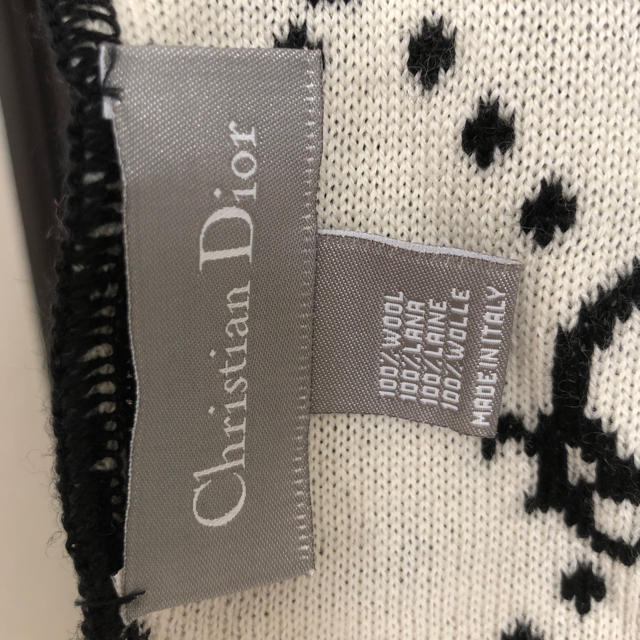 Christian Dior
100/WOOL
100/LANA
100/LAINE
100/WOLLE
MADE IN ITALY